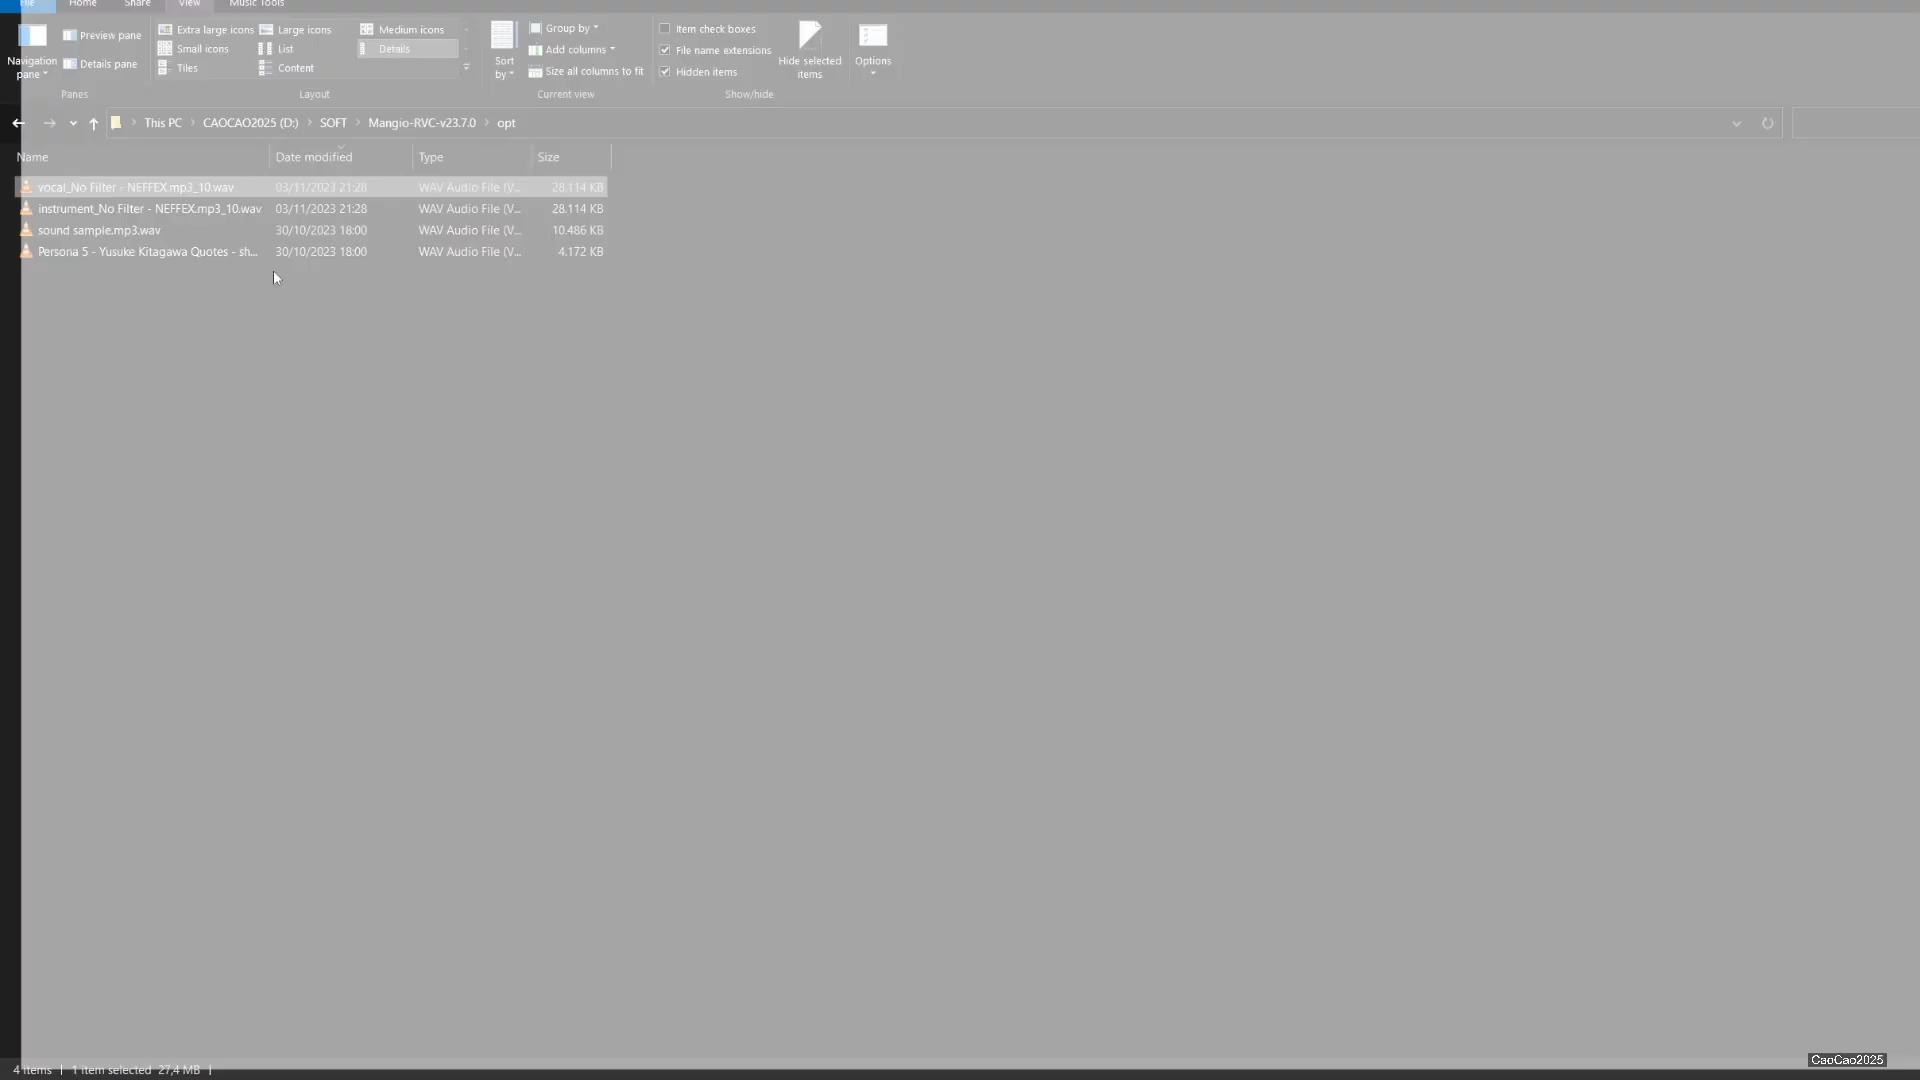 File Home Share View Music Tools
Navigation pane
Preview pane
Details pane
Panes
Extra large icons Large icons Medium icons
Small icons List Details
Tiles Content
Layout
Sort by
Group by
Add columns
Size all columns to fit
Current view
Item check boxes
File name extensions
Hidden items
Hide selected items
Show/hide
Options
This PC > CAOCAO2025 (D:) > SOFT > Mangio-RVC-v23.7.0 > opt
Name Date modified Type Size
vocal_No Filter - NEFFEX.mp3_10.wav 03/11/2023 21:28 WAV Audio File (V... 28.114 KB
instrument_No Filter - NEFFEX.mp3_10.wav 03/11/2023 21:28 WAV Audio File (V... 28.114 KB
sound sample.mp3.wav 30/10/2023 18:00 WAV Audio File (V... 10.486 KB
Persona 5 - Yusuke Kitagawa Quotes - sh... 30/10/2023 18:00 WAV Audio File (V... 4.172 KB
4 items | 1 item selected 27,4 MB |
CaoCao2025